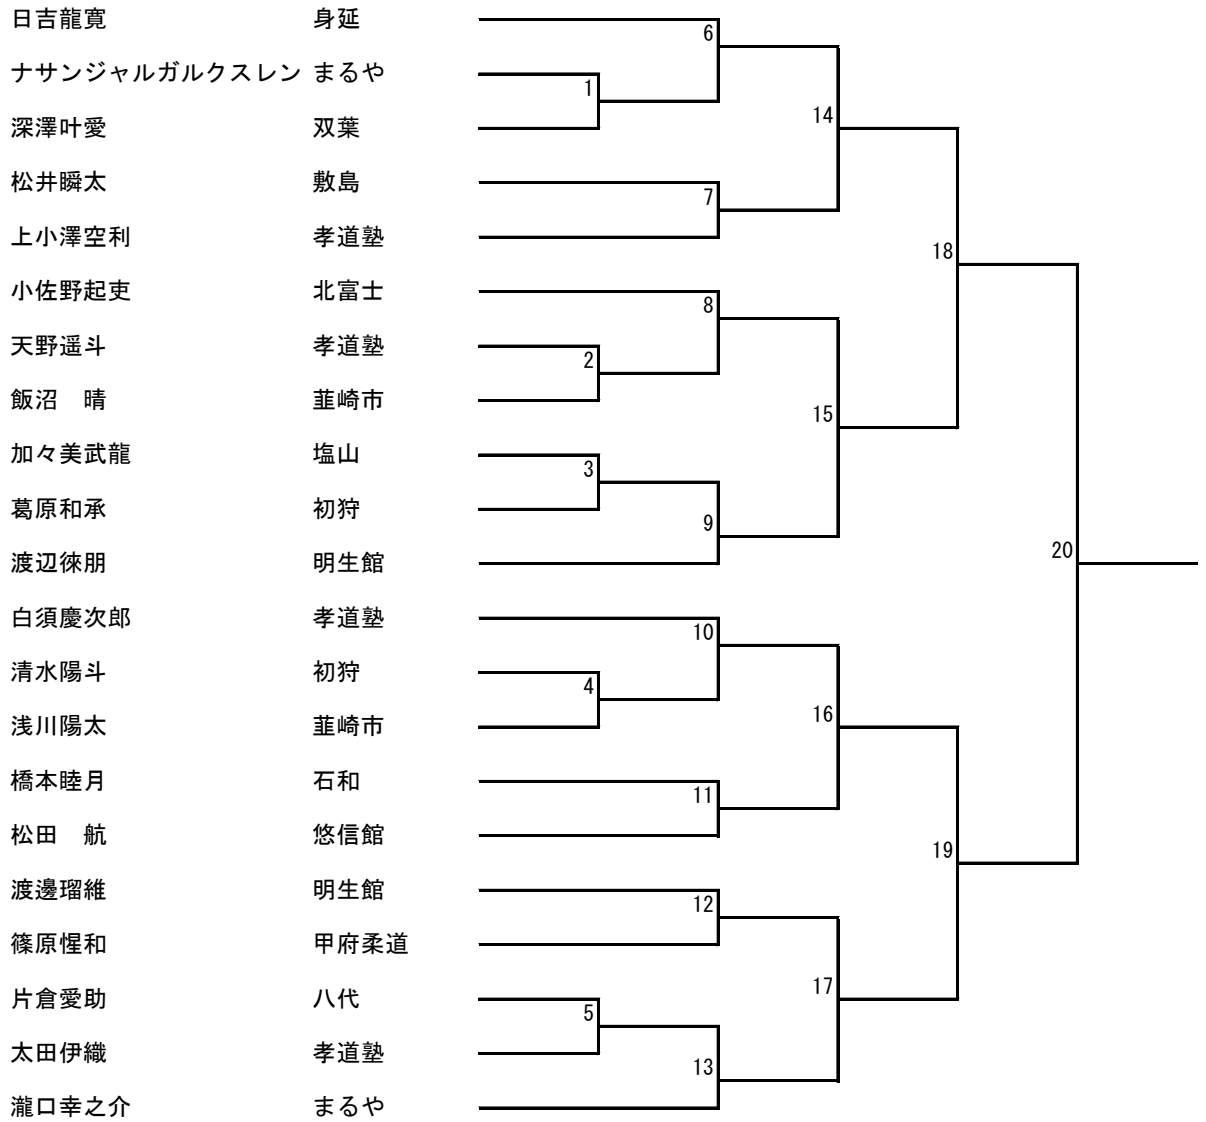 日吉龍寛 身延
6
ナサンジャルガルクスレン まるや
1
14
深澤叶愛 双葉
松井瞬太 敷島
7
上小澤空利 孝道塾
18
小佐野起吏 北富士
8
天野遥斗 孝道塾
2
飯沼　晴 韮崎市
15
加々美武龍 塩山
3
葛原和承 初狩
9
渡辺徠朋 明生館
20
白須慶次郎 孝道塾
10
清水陽斗 初狩
4
浅川陽太 韮崎市
16
橋本睦月 石和
11
松田　航 悠信館
19
渡邊瑠維 明生館
12
篠原惺和 甲府柔道
17
片倉愛助 八代
5
太田伊織 孝道塾
13
瀧口幸之介 まるや